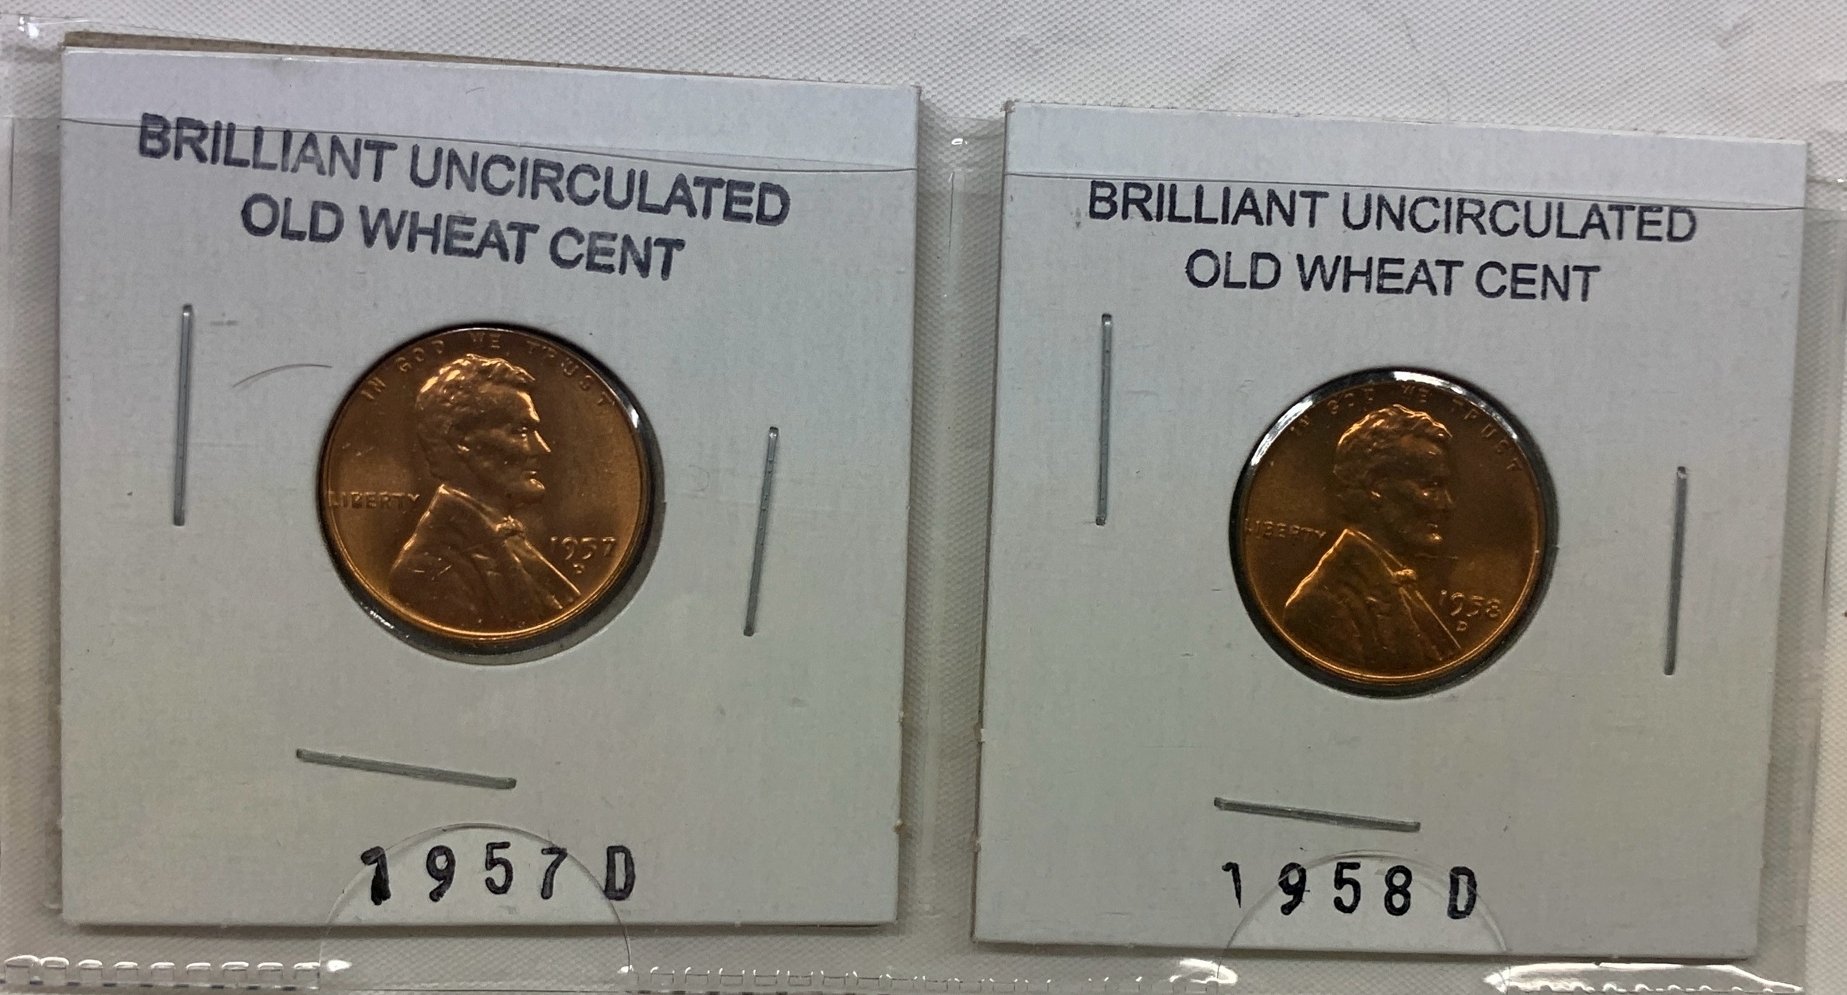 BRILLIANT UNCIRCULATED
OLD WHEAT CENT
IN GOD WE TRUST
LIBERTY
1957
D
1957D
BRILLIANT UNCIRCULATED
OLD WHEAT CENT
IN GOD WE TRUST
LIBERTY
1958
D
1958D